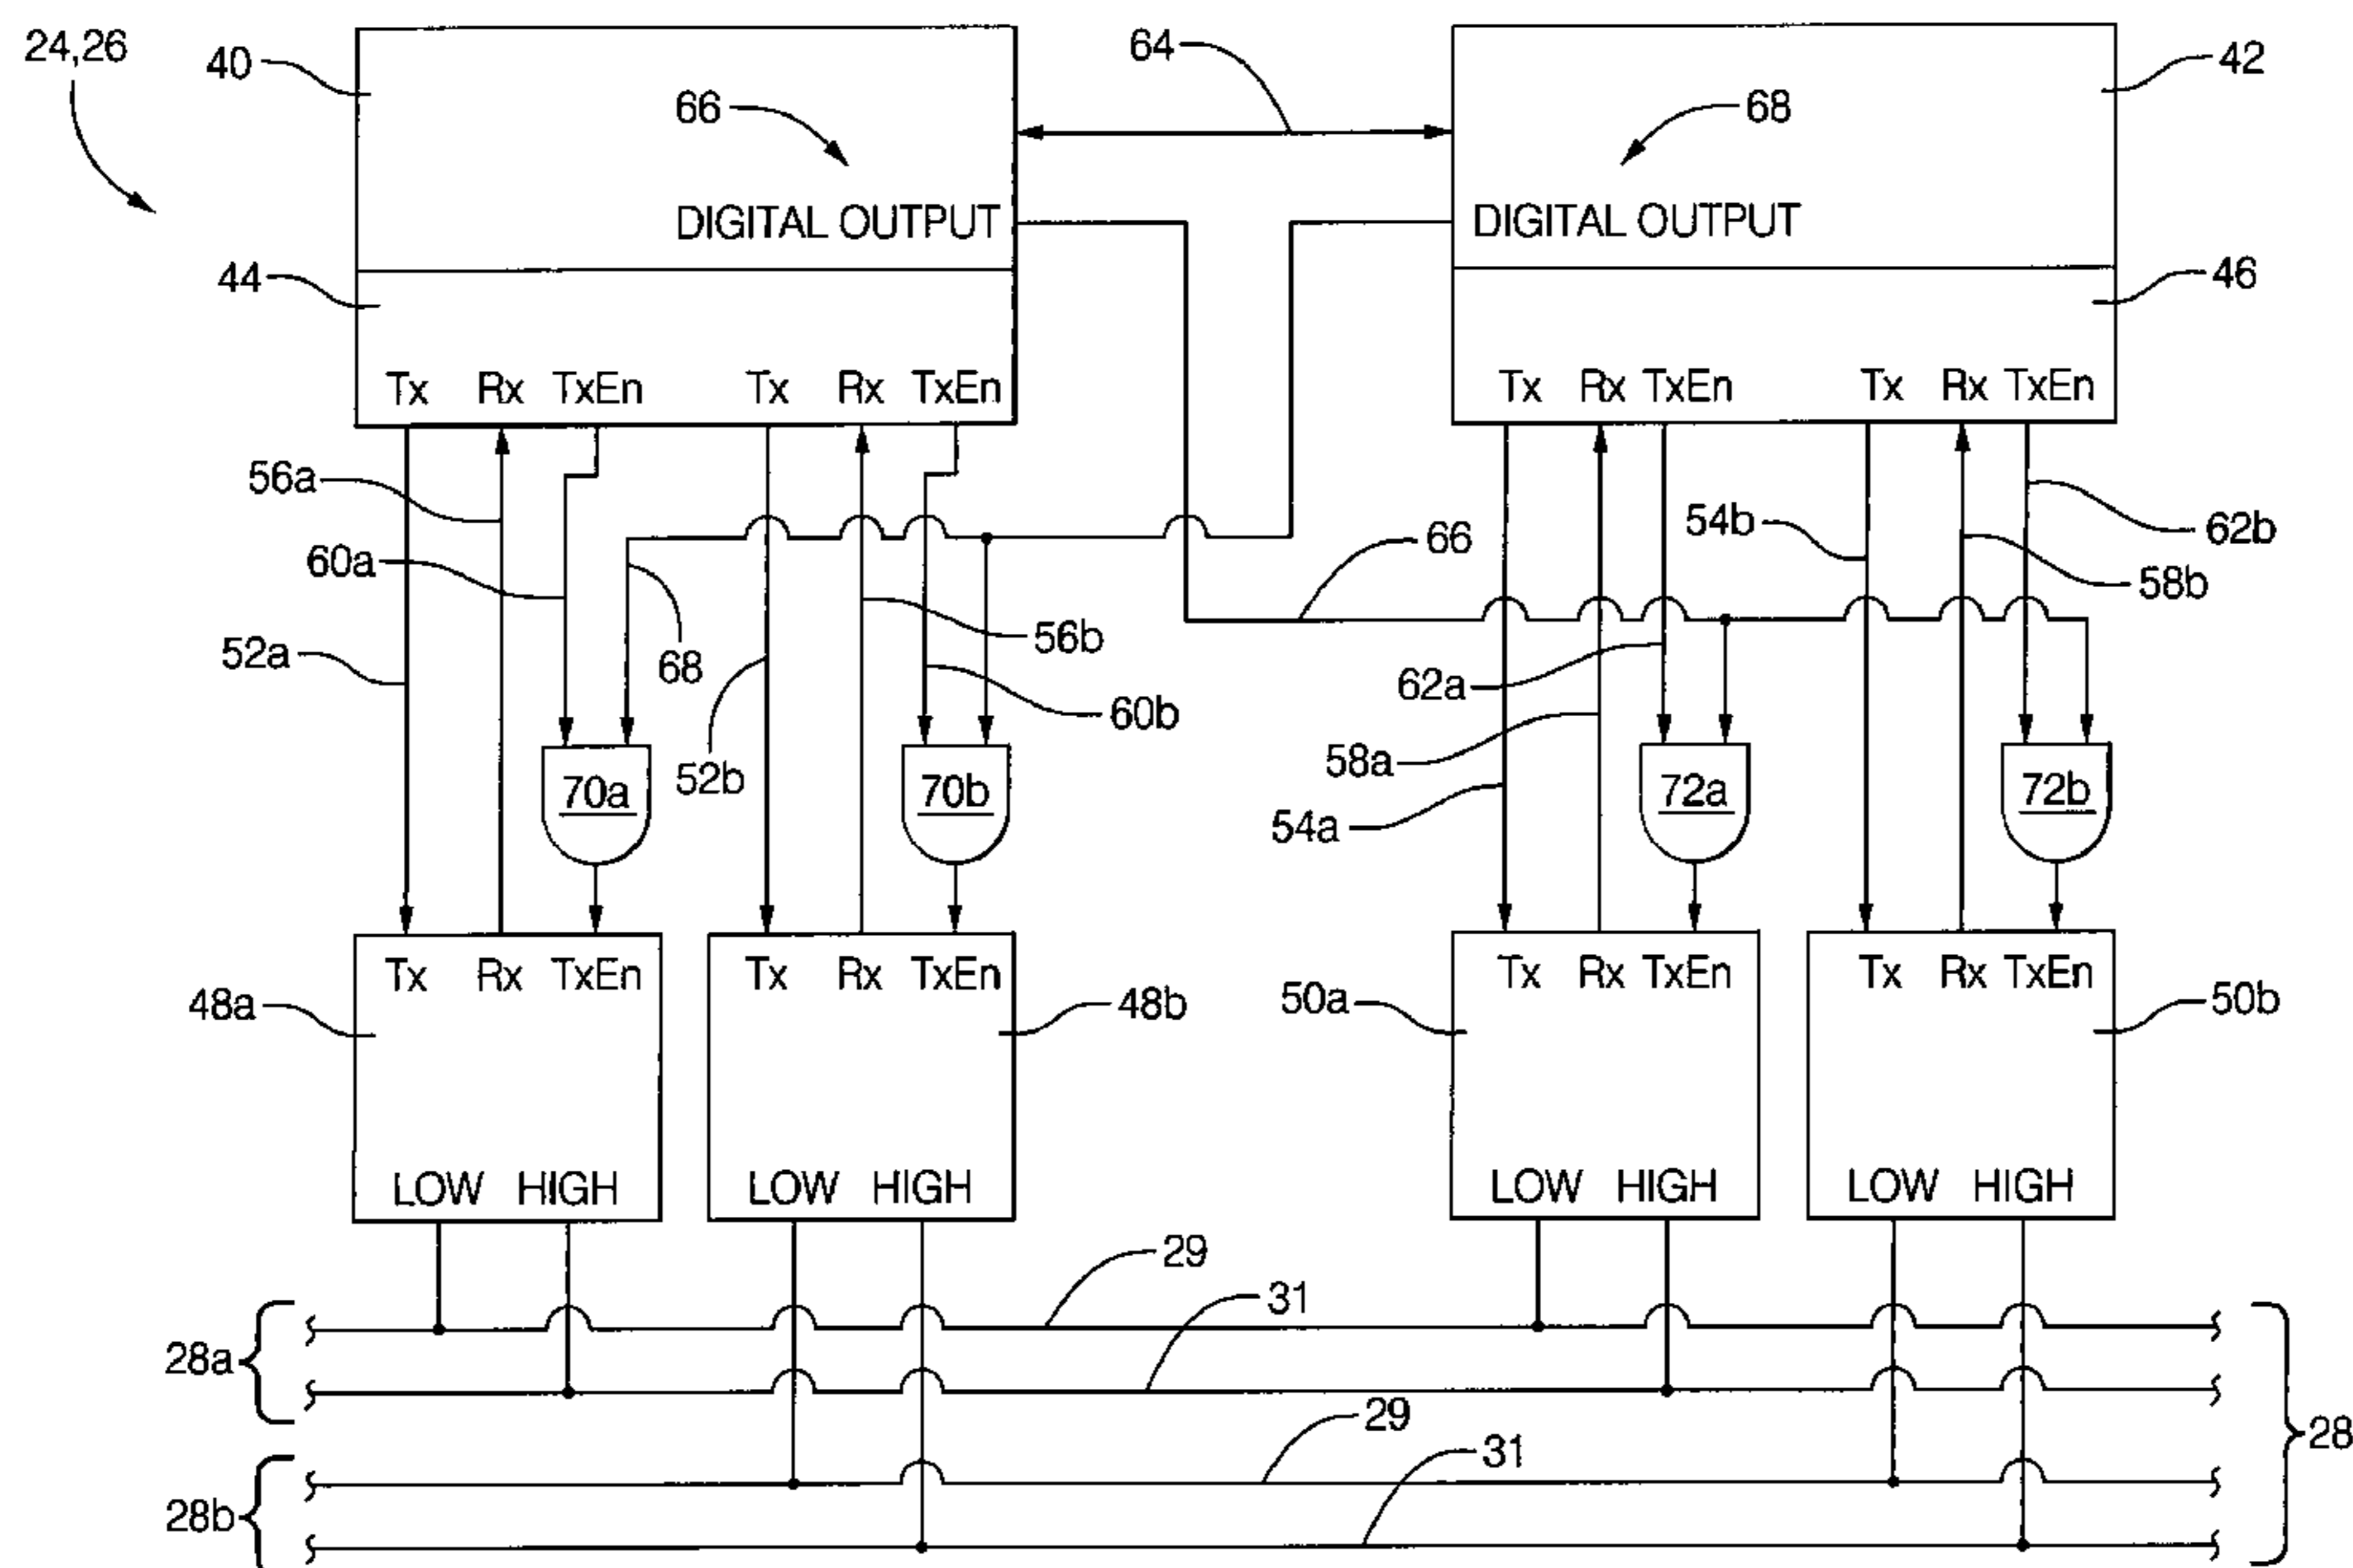 24,26
40
66
64
68
42
DIGITAL OUTPUT
DIGITAL OUTPUT
44
46
Tx Rx TxEn Tx Rx TxEn
Tx Rx TxEn Tx Rx TxEn
56a
60a
52a
68
52b
56b
60b
66
54b
62b
58b
62a
58a
54a
70a
70b
72a
72b
Tx Rx TxEn
Tx Rx TxEn
Tx Rx TxEn
Tx Rx TxEn
48a
48b
50a
50b
LOW HIGH
LOW HIGH
LOW HIGH
LOW HIGH
29
31
28a
29
31
28
28b